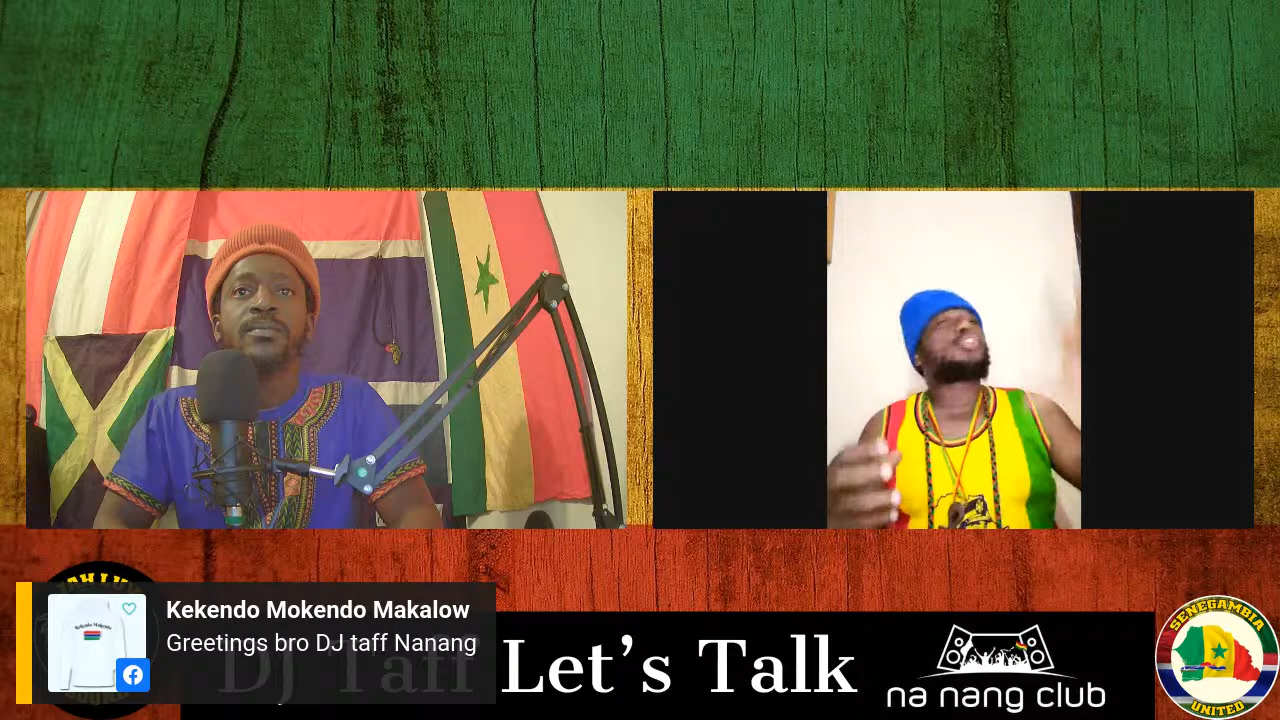 Kekendo Mokendo Makalow
Greetings bro DJ taff Nanang
Dj Taff Let's Talk
na nang club
SENEGAMBIA
UNITED